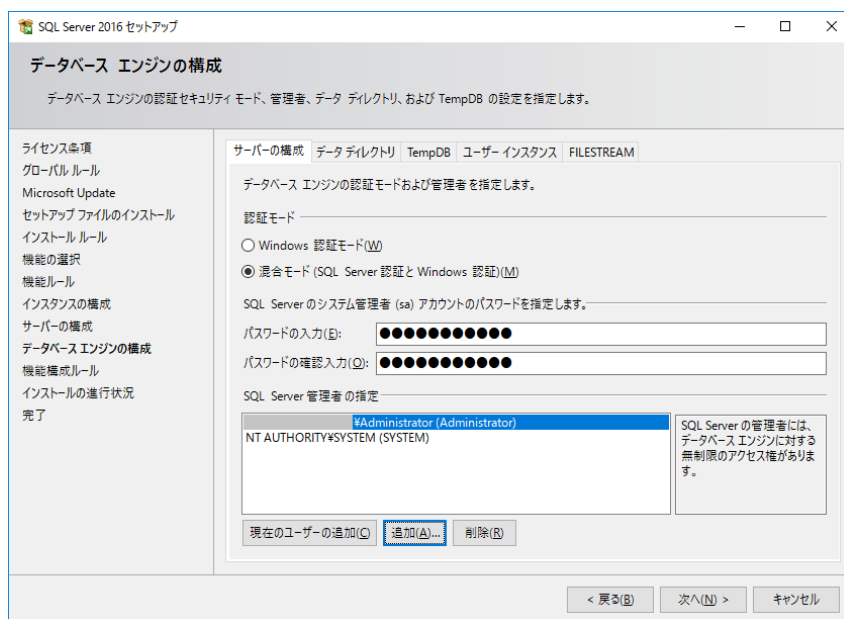 SQL Server 2016 セットアップ
データベース エンジンの構成
データベース エンジンの認証セキュリティ モード、管理者、データ ディレクトリ、および TempDB の設定を指定します。
ライセンス条項
グローバル ルール
Microsoft Update
セットアップ ファイルのインストール
インストール ルール
機能の選択
機能ルール
インスタンスの構成
サーバーの構成
データベース エンジンの構成
機能構成ルール
インストールの進行状況
完了
サーバーの構成 データ ディレクトリ TempDB ユーザー インスタンス FILESTREAM
データベース エンジンの認証モードおよび管理者を指定します。
認証モード
Windows 認証モード(W)
混合モード (SQL Server 認証と Windows 認証)(M)
SQL Server のシステム管理者 (sa) アカウントのパスワードを指定します。
パスワードの入力(E): ●●●●●●●●●●●
パスワードの確認入力(O): ●●●●●●●●●●●
SQL Server 管理者の指定
¥Administrator (Administrator)
NT AUTHORITY¥SYSTEM (SYSTEM)
SQL Server の管理者には、
データベース エンジンに対する
無制限のアクセス権がありま
す。
現在のユーザーの追加(C) 追加(A)... 削除(R)
< 戻る(B) 次へ(N) > キャンセル